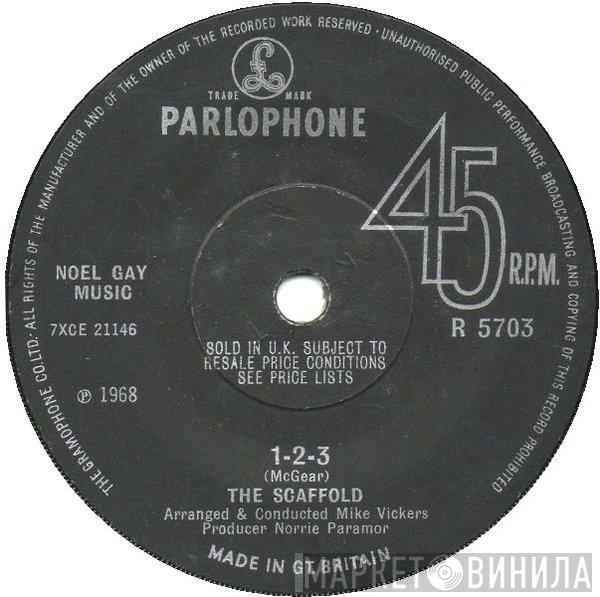 THE GRAMOPHONE CO. LTD. ALL RIGHTS OF THE MANUFACTURER AND OF THE OWNER OF THE RECORDED WORK RESERVED · UNAUTHORISED PUBLIC PERFORMANCE BROADCASTING AND COPYING OF THIS RECORD PROHIBITED
£
TRADE MARK
PARLOPHONE
45
R.P.M.
NOEL GAY
MUSIC
7XCE 21146
R 5703
SOLD IN U.K. SUBJECT TO
RESALE PRICE CONDITIONS
SEE PRICE LISTS
℗ 1968
1-2-3
(McGear)
THE SCAFFOLD
Arranged & Conducted Mike Vickers
Producer Norrie Paramor
MADE IN GT. BRITAIN
МАРКЕТ ВИНИЛА